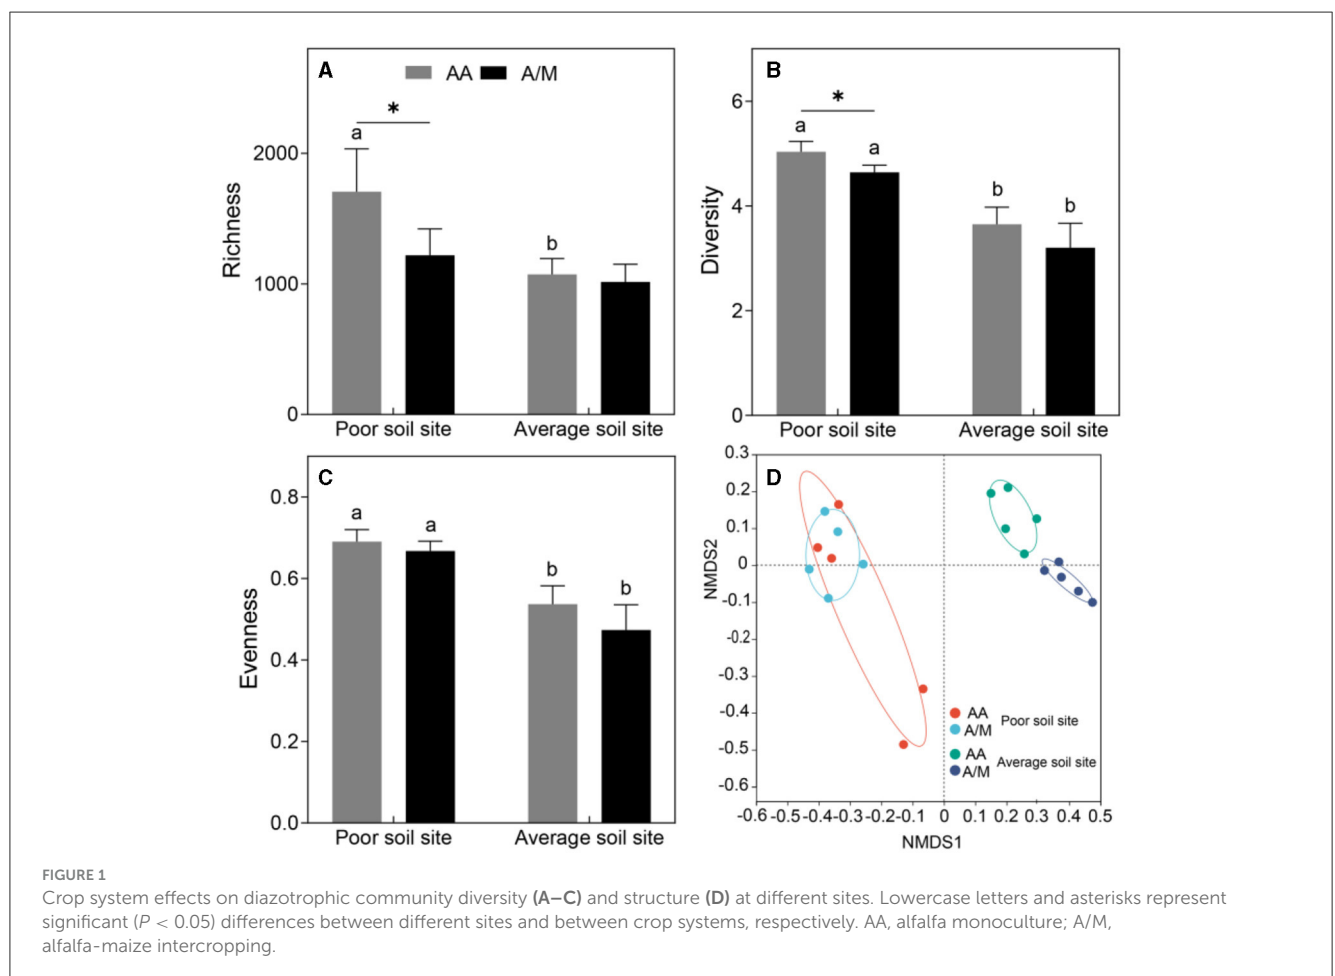 A
AA A/M
*
a
b
2000
1000
0
Richness
Poor soil site Average soil site
B
*
a
a
b
b
6
4
2
0
Diversity
Poor soil site Average soil site
C
a
a
b
b
0.8
0.6
0.4
0.2
0.0
Evenness
Poor soil site Average soil site
D
0.3
0.2
0.1
0
-0.1
-0.2
-0.3
-0.4
-0.5
-0.6
NMDS2
AA
A/M
Poor soil site
AA
A/M
Average soil site
-0.6 -0.5 -0.4 -0.3 -0.2 -0.1 0 0.1 0.2 0.3 0.4 0.5
NMDS1
FIGURE 1
Crop system effects on diazotrophic community diversity (A–C) and structure (D) at different sites. Lowercase letters and asterisks represent
significant (P < 0.05) differences between different sites and between crop systems, respectively. AA, alfalfa monoculture; A/M,
alfalfa-maize intercropping.